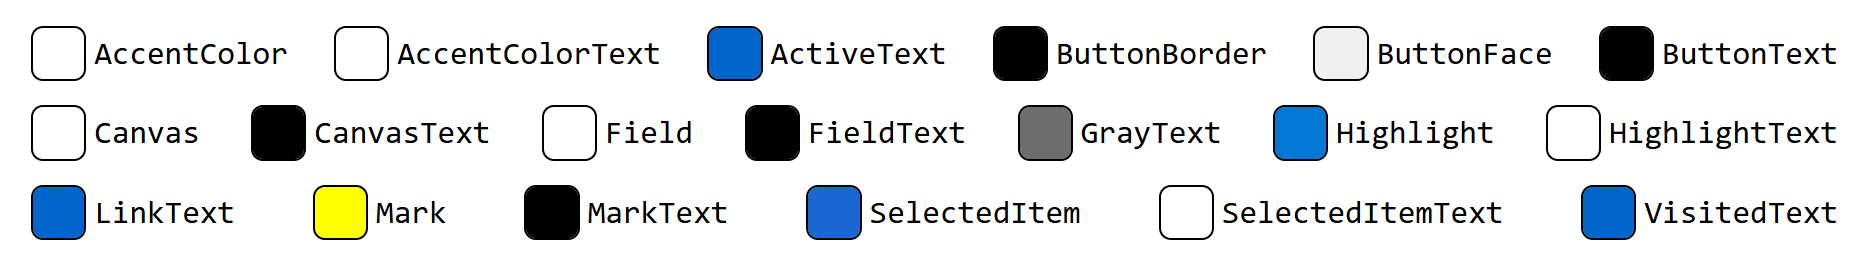 AccentColor AccentColorText ActiveText ButtonBorder ButtonFace ButtonText
Canvas CanvasText Field FieldText GrayText Highlight HighlightText
LinkText Mark MarkText SelectedItem SelectedItemText VisitedText